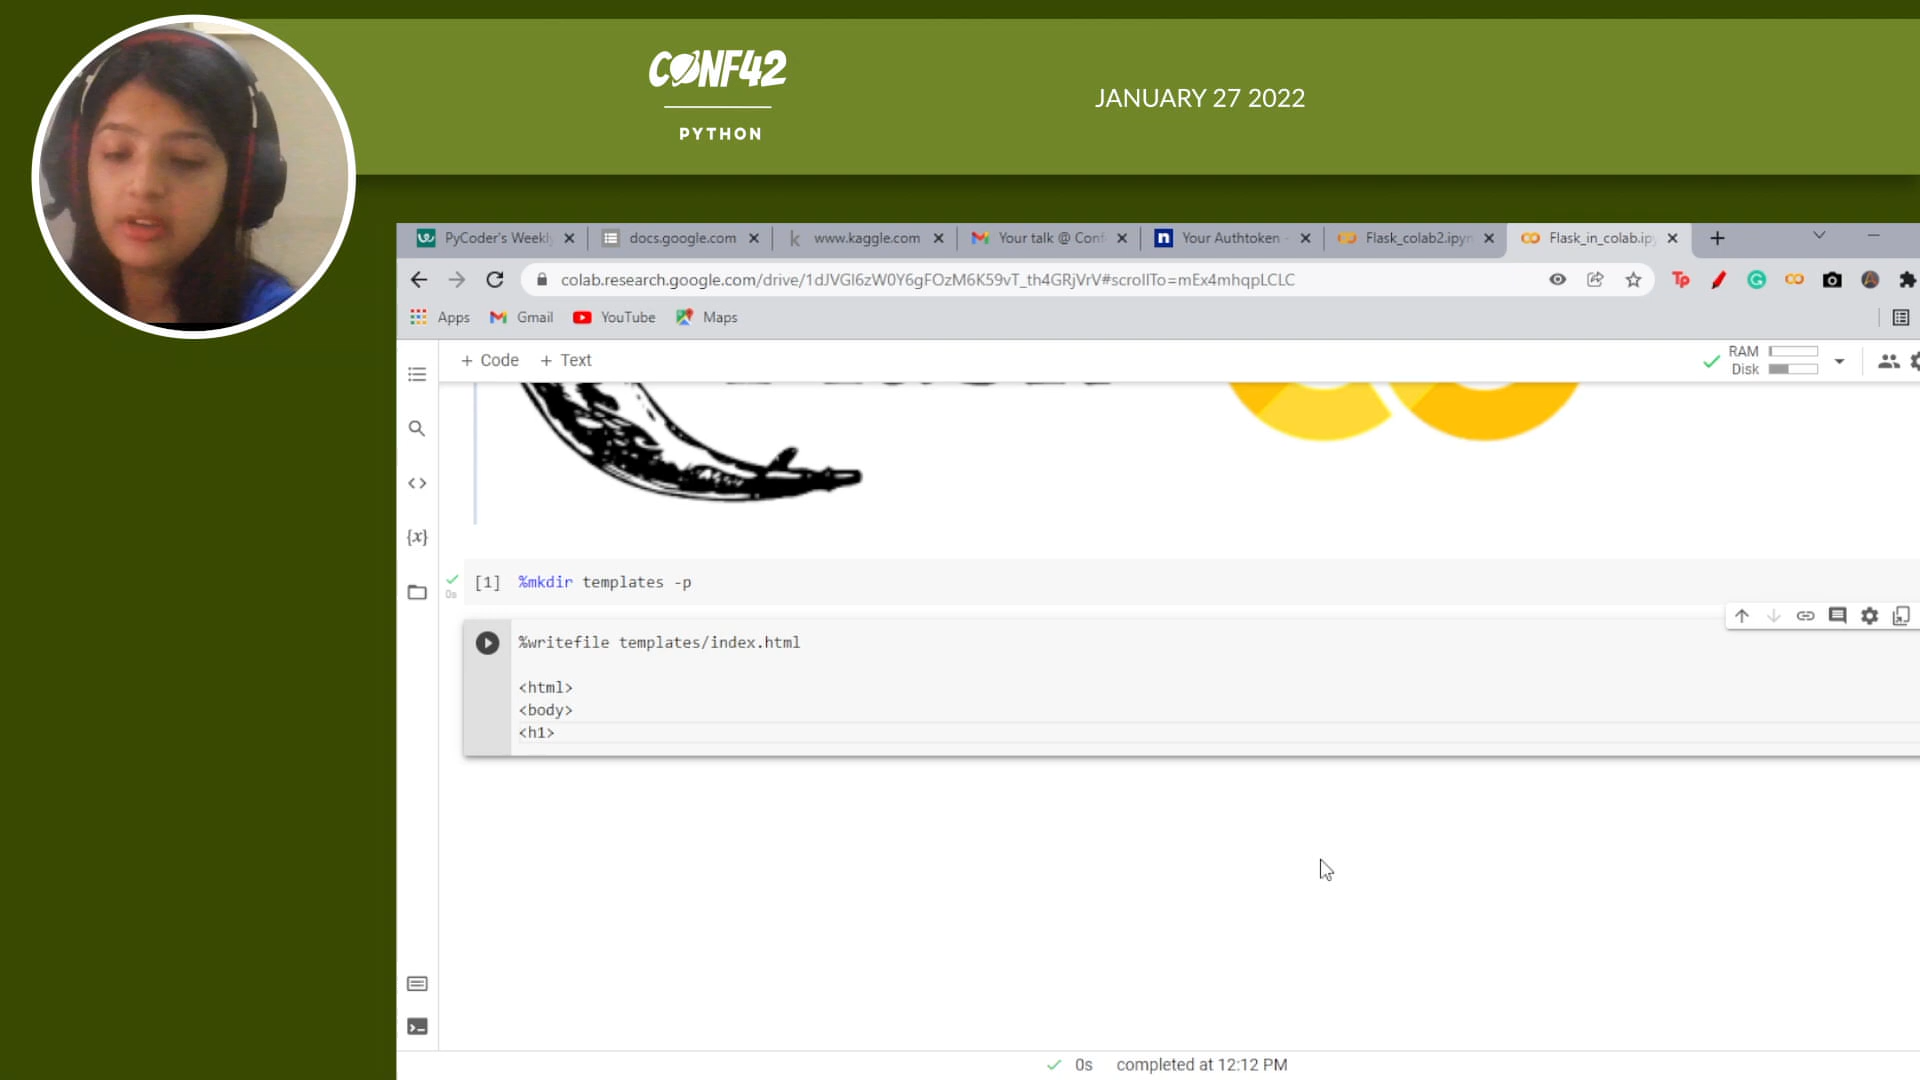 CONF42
PYTHON
JANUARY 27 2022
PyCoder's Weekly
docs.google.com
www.kaggle.com
Your talk @ Conf
Your Authtoken -
Flask_colab2.ipyn
Flask_in_colab.ip
colab.research.google.com/drive/1dJVGl6zW0Y6gFOzM6K59vT_th4GRjVrV#scrollTo=mEx4mhqpLCLC
Apps
Gmail
YouTube
Maps
+ Code
+ Text
RAM
Disk
[1] %mkdir templates -p
0s
%writefile templates/index.html
<html>
<body>
<h1>
0s completed at 12:12 PM